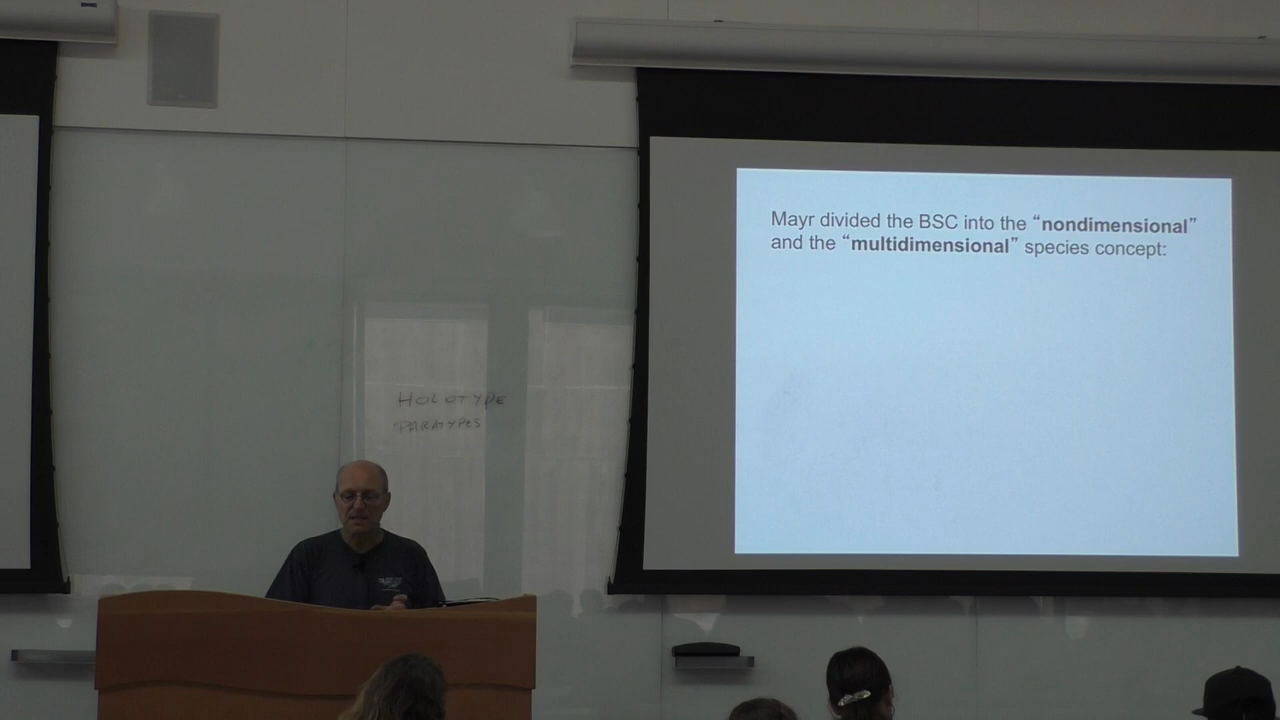 Mayr divided the BSC into the “nondimensional”
and the “multidimensional” species concept:
HOLOTYPE
PARATYPES